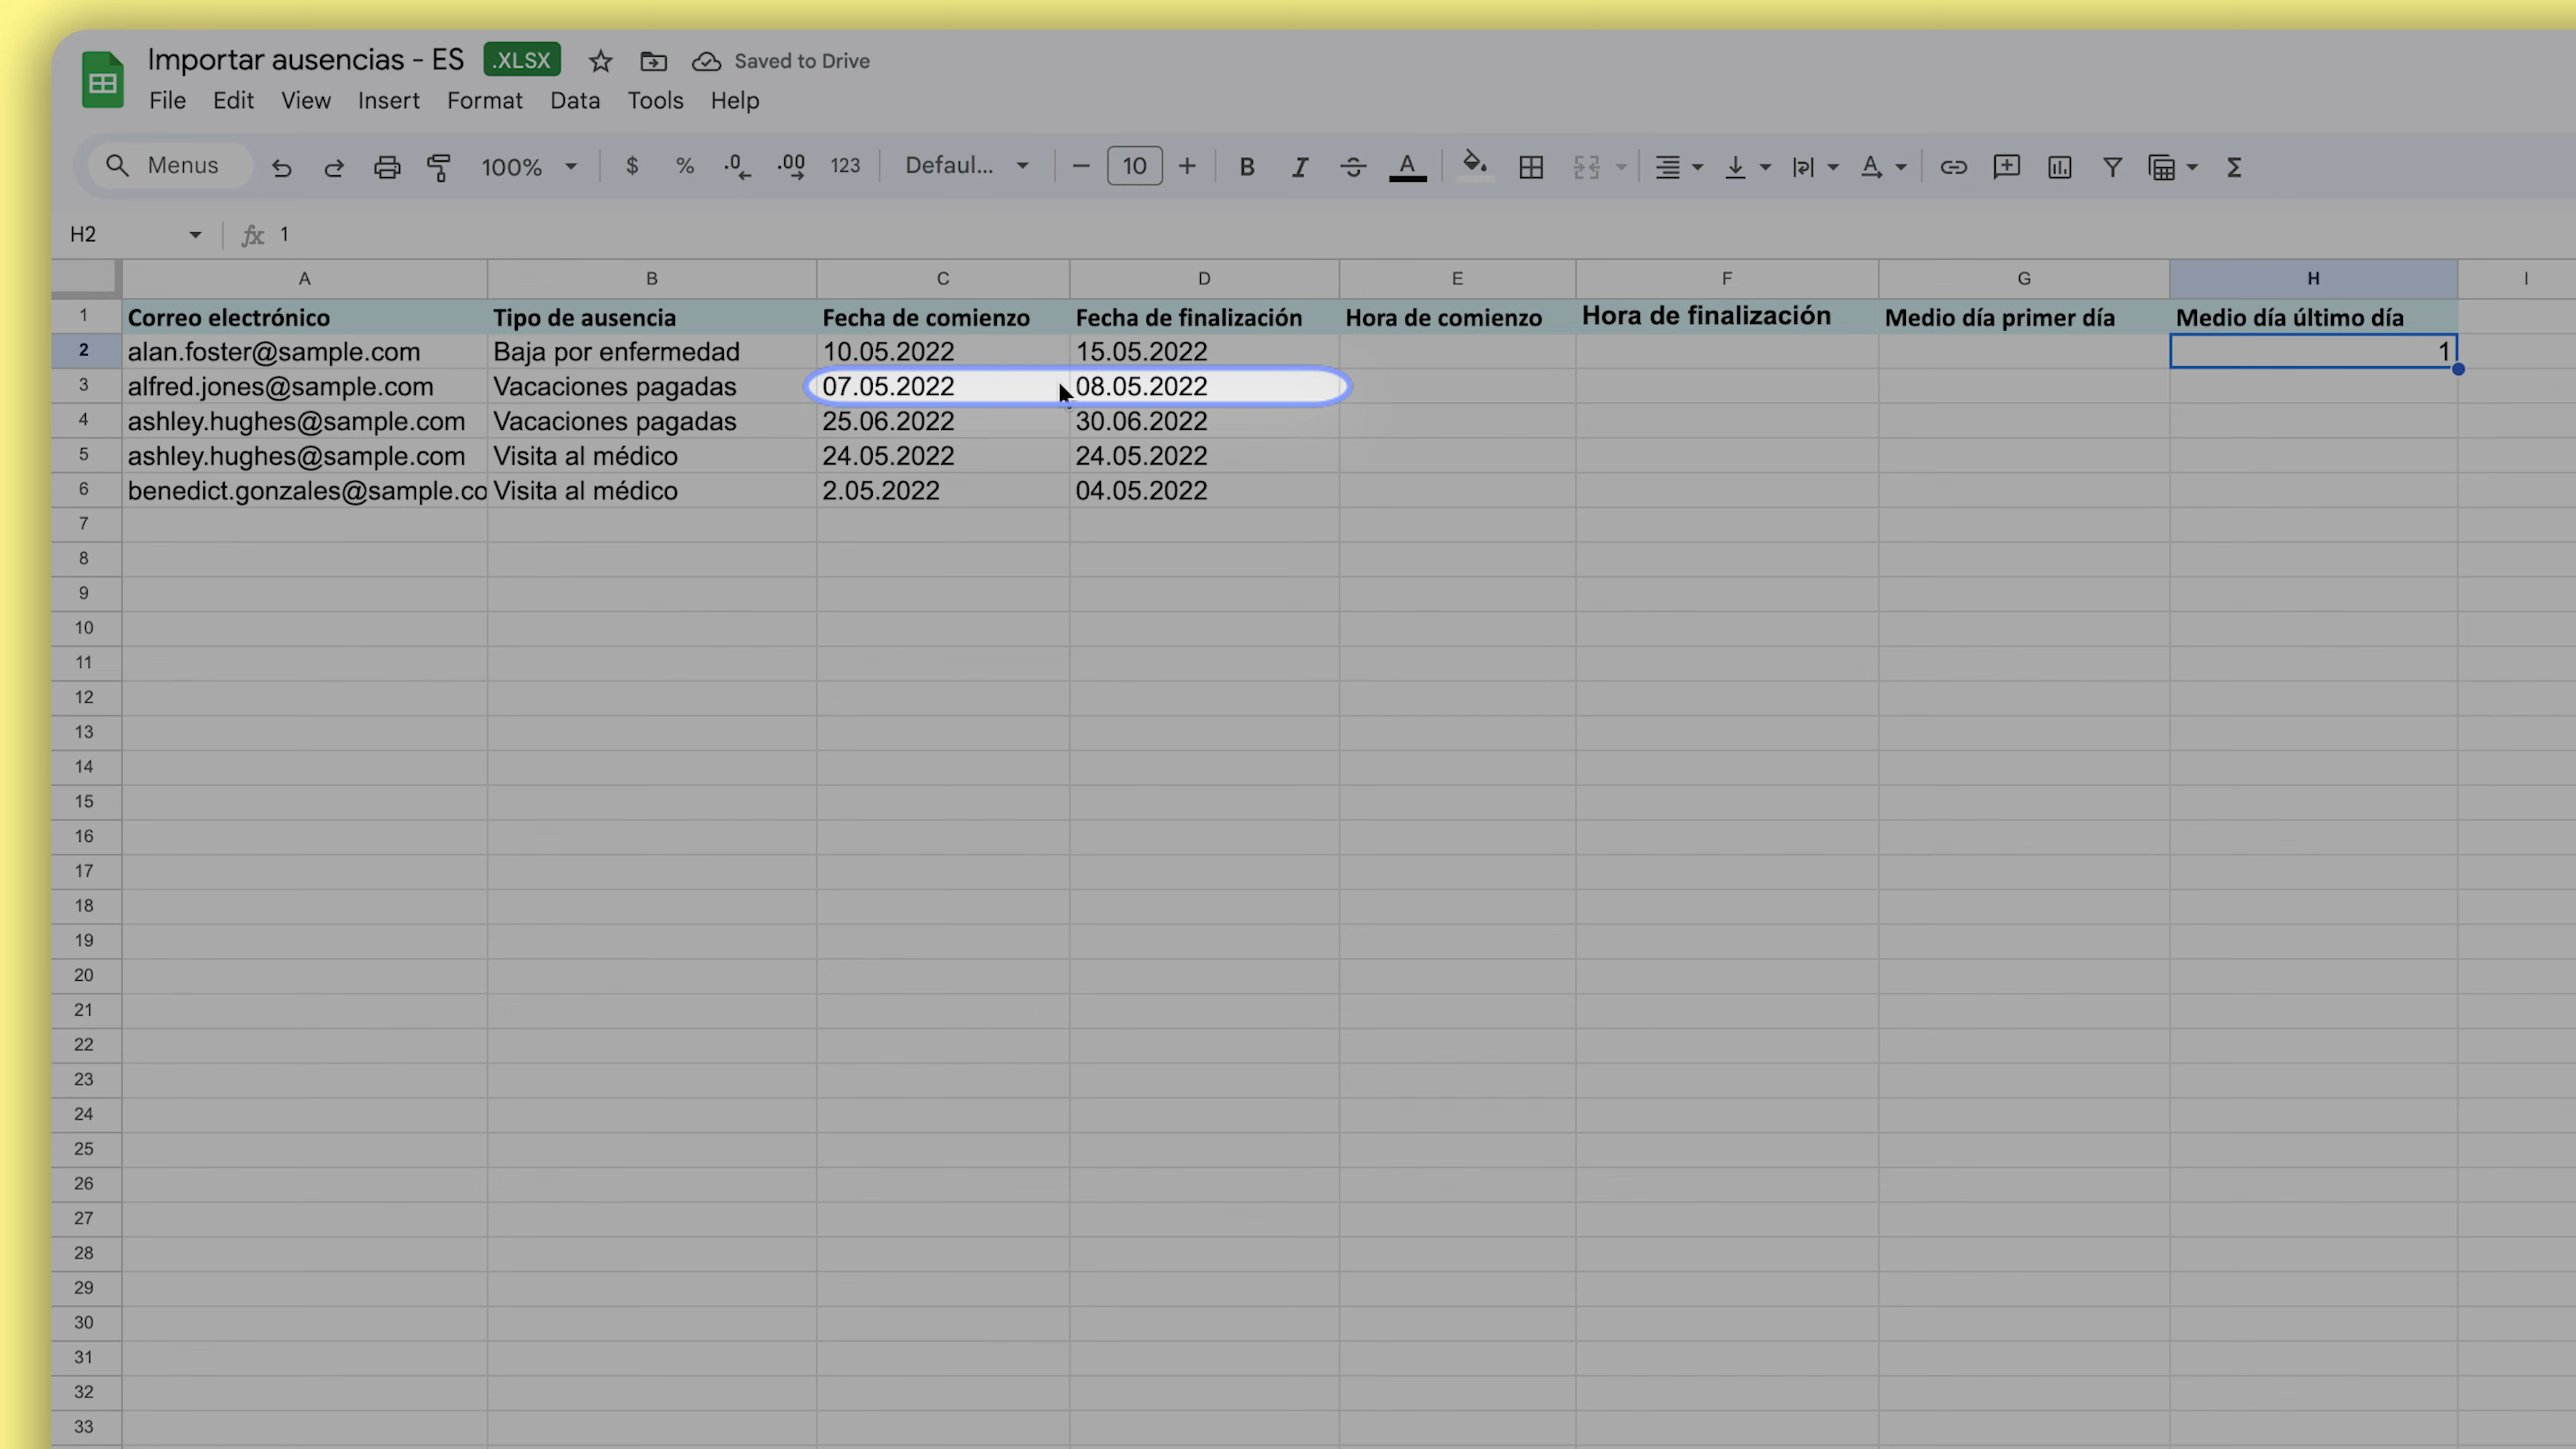 Importar ausencias - ES .XLSX Saved to Drive
File Edit View Insert Format Data Tools Help
Menus 100% $ % .0 .00 123 Defaul... 10 B I A A Σ
H2 fx 1
A B C D E F G H I
1 Correo electrónico Tipo de ausencia Fecha de comienzo Fecha de finalización Hora de comienzo Hora de finalización Medio día primer día Medio día último día
2 alan.foster@sample.com Baja por enfermedad 10.05.2022 15.05.2022 1
3 alfred.jones@sample.com Vacaciones pagadas 07.05.2022 08.05.2022
4 ashley.hughes@sample.com Vacaciones pagadas 25.06.2022 30.06.2022
5 ashley.hughes@sample.com Visita al médico 24.05.2022 24.05.2022
6 benedict.gonzales@sample.co Visita al médico 2.05.2022 04.05.2022
7
8
9
10
11
12
13
14
15
16
17
18
19
20
21
22
23
24
25
26
27
28
29
30
31
32
33